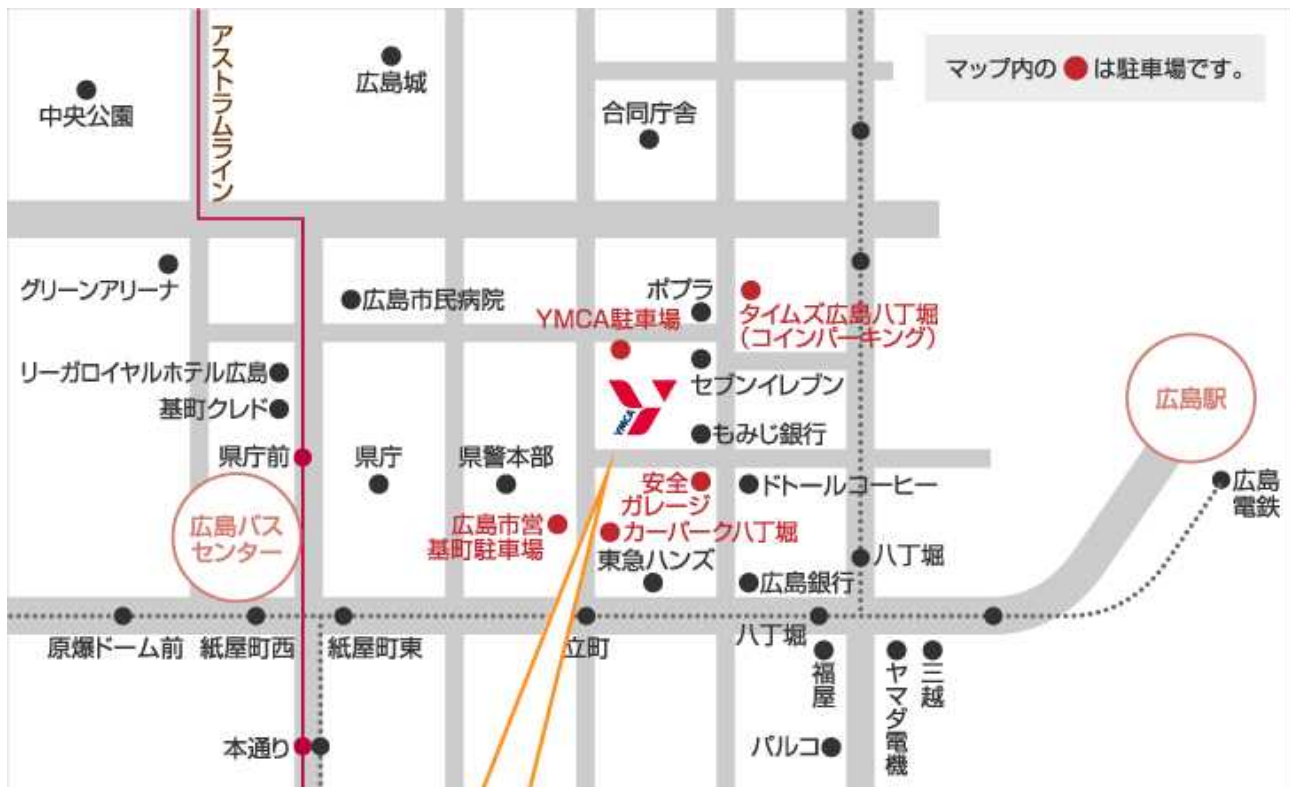 アストラムライン
中央公園
広島城
合同庁舎
マップ内の ● は駐車場です。
グリーンアリーナ
広島市民病院
ポプラ
YMCA駐車場
タイムズ広島八丁堀
(コインパーキング)
リーガロイヤルホテル広島
セブンイレブン
基町クレド
YMCA
もみじ銀行
広島駅
県庁前
県庁
県警本部
安全
ガレージ
ドトールコーヒー
広島
電鉄
広島バス
センター
広島市営
基町駐車場
カーパーク八丁堀
東急ハンズ
広島銀行
八丁堀
原爆ドーム前
紙屋町西
紙屋町東
立町
八丁堀
福屋
ヤマダ電機
三越
本通り
パルコ